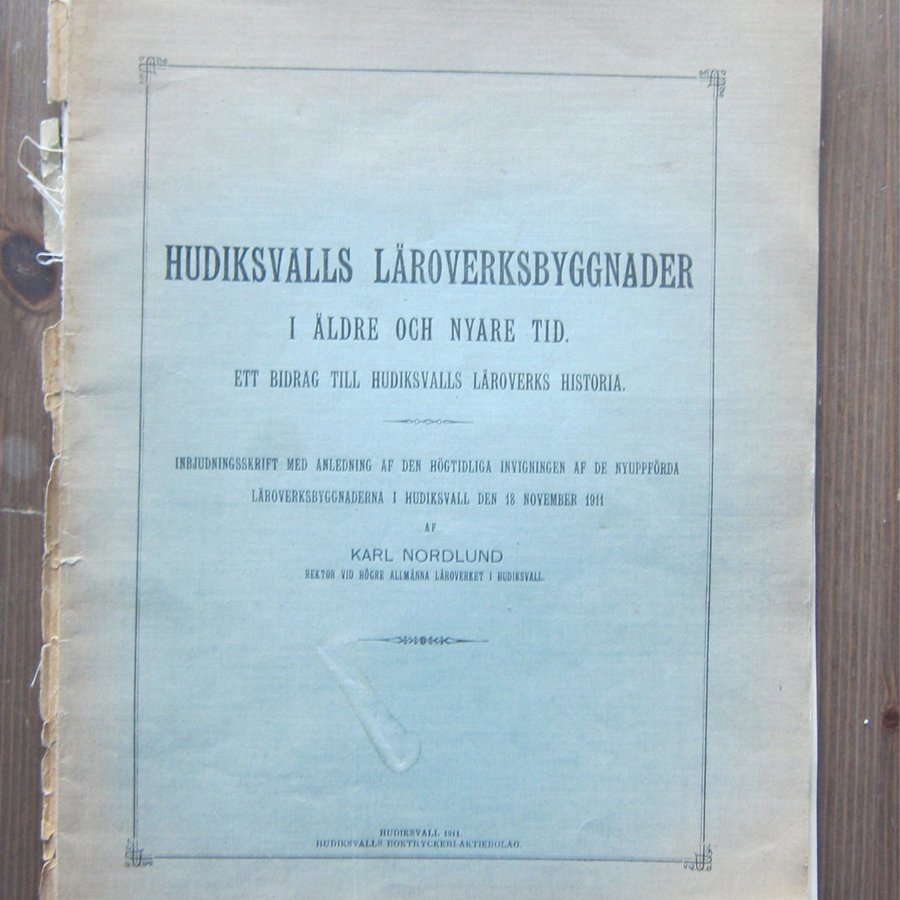 HUDIKSVALLS LÄROVERKSBYGGNADER
I ÄLDRE OCH NYARE TID.
ETT BIDRAG TILL HUDIKSVALLS LÄROVERKS HISTORIA.
INBJUDNINGSSKRIFT MED ANLEDNING AF DEN HÖGTIDLIGA INVIGNINGEN AF DE NYUPPFÖRDA
LÄROVERKSBYGGNADERNA I HUDIKSVALL DEN 18 NOVEMBER 1911
AF
KARL NORDLUND
REKTOR VID HÖGRE ALLMÄNNA LÄROVERKET I HUDIKSVALL.
HUDIKSVALL 1911.
HUDIKSVALLS BOKTRYCKERI-AKTIEBOLAG.